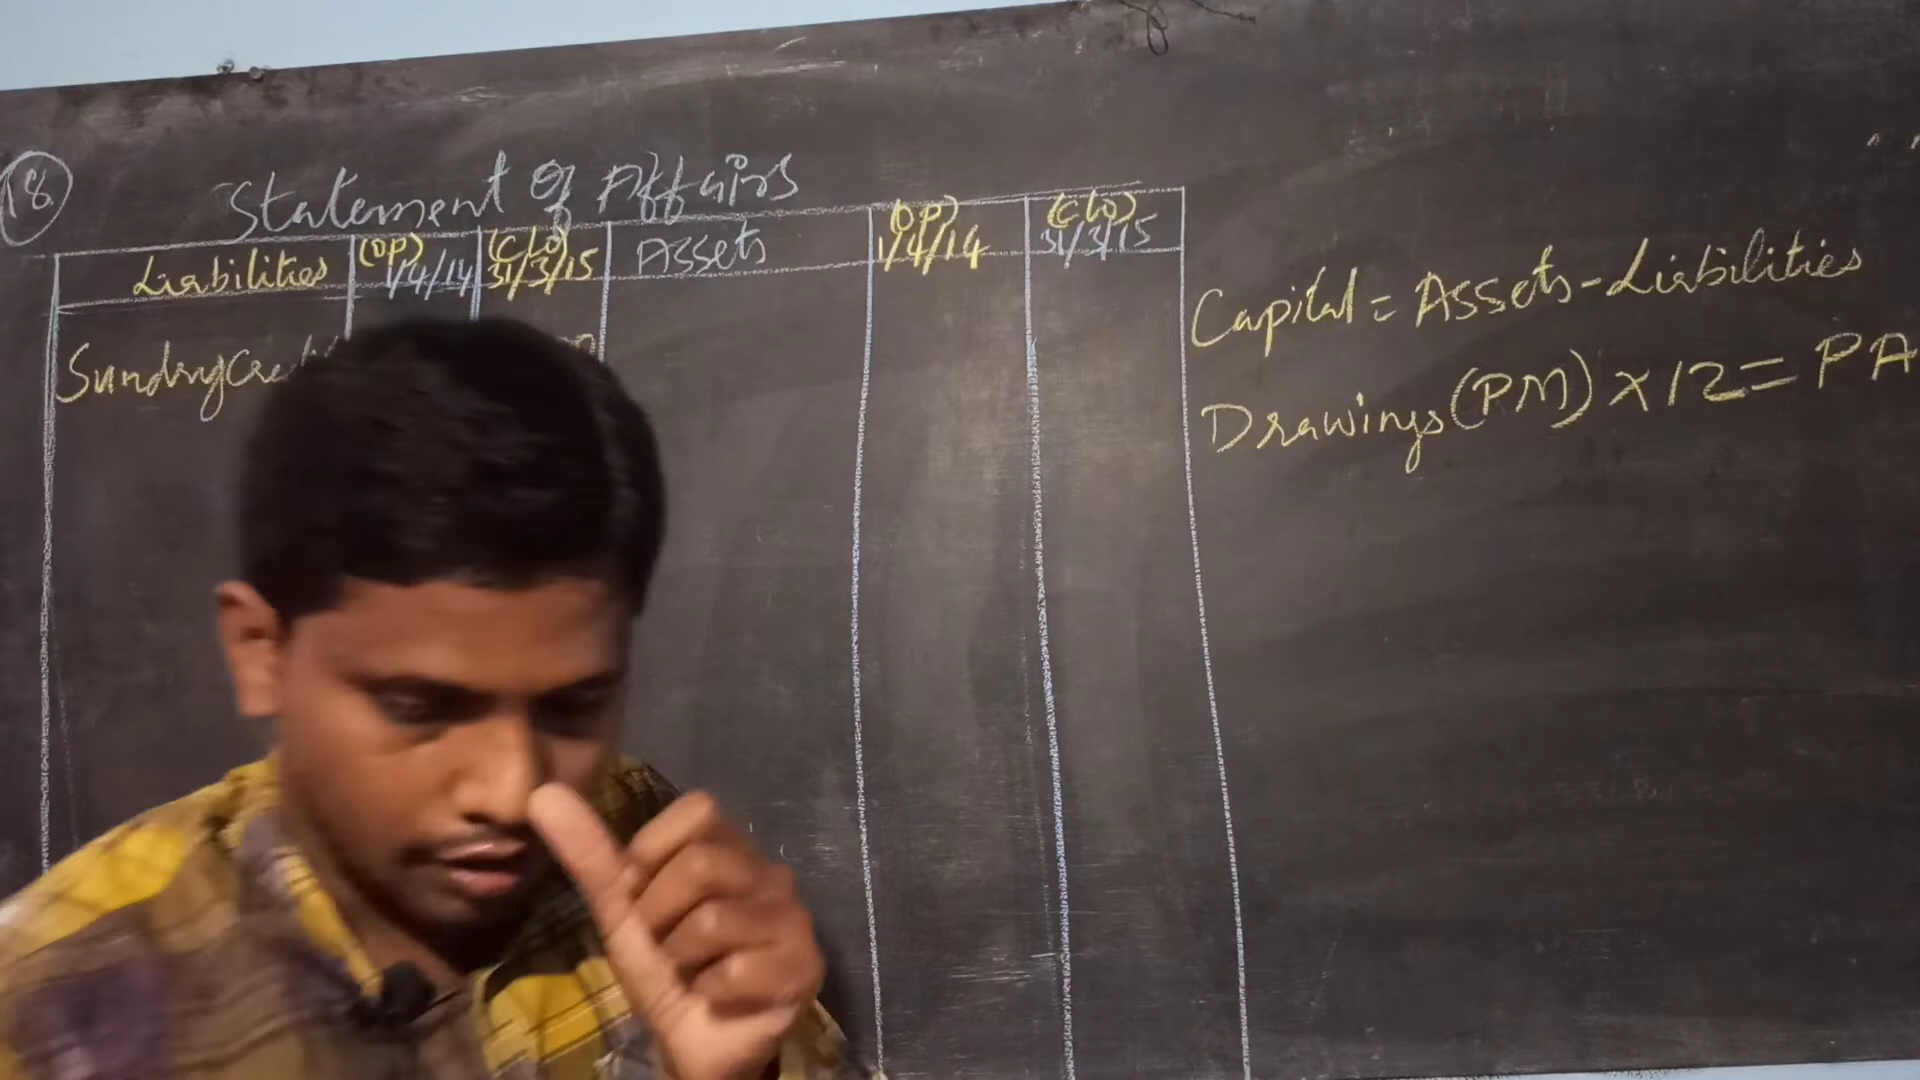 18
Statement of Affairs
Liabilities (OP) 1/4/14 (Clo) 31/3/15 Assets (OP) 1/4/14 (Clo) 31/3/15
Sundry
Capital = Assets - Liabilities
Drawings (PM) x 12 = PA